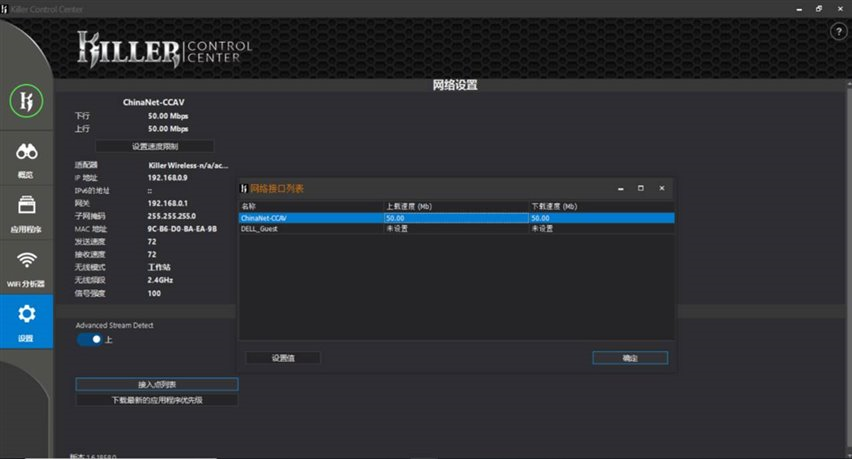 Killer Control Center
KILLER CONTROL CENTER
?
网络设置
ChinaNet-CCAV
下行 50.00 Mbps
上行 50.00 Mbps
设置速度限制
适配器 Killer Wireless-n/a/ac...
IP 地址 192.168.0.9
IPv6的地址 ::
网关 192.168.0.1
子网掩码 255.255.255.0
MAC 地址 9C-B6-D0-BA-EA-9B
发送速度 72
接收速度 72
无线模式 工作站
无线频段 2.4GHz
信号强度 100
Advanced Stream Detect
上
接入点列表
下载最新的应用程序优先级
版本 1.6.1858.0
概览
应用程序
WiFi 分析器
设置
网络接口列表
名称 上载速度 (Mb) 下载速度 (Mb)
ChinaNet-CCAV 50.00 50.00
DELL_Guest 未设置 未设置
设置值
确定